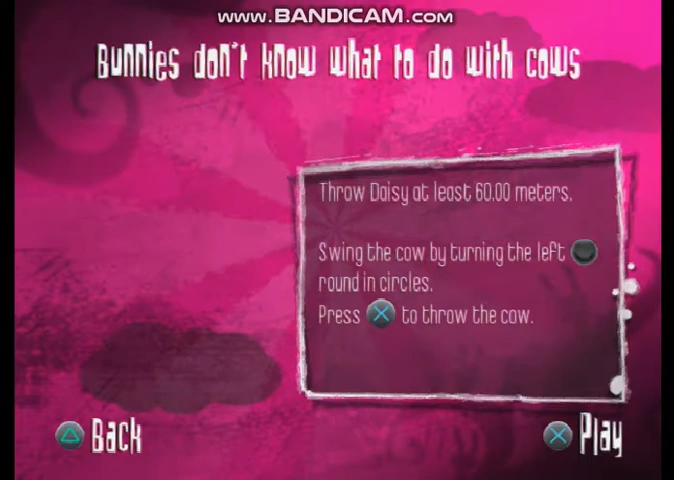 www.BANDICAM.com
Bunnies don't know what to do with cows
Throw Daisy at least 60.00 meters.
Swing the cow by turning the left
round in circles.
Press X to throw the cow.
Back
Play